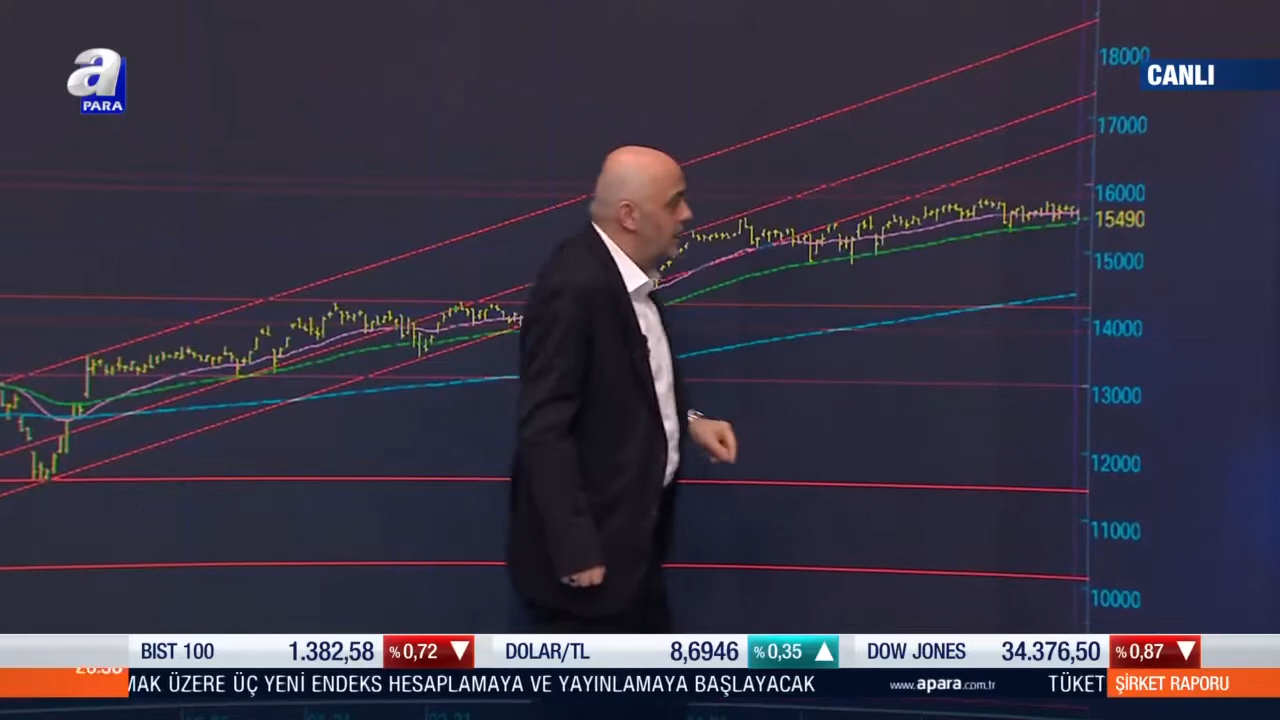 a
PARA
CANLI
18000
17000
16000
15490
15000
14000
13000
12000
11000
10000
BIST 100 1.382,58 %0,72
DOLAR/TL 8,6946 %0,35
DOW JONES 34.376,50 %0,87
MAK ÜZERE ÜÇ YENİ ENDEKS HESAPLAMAYA VE YAYINLAMAYA BAŞLAYACAK www.apara.com.tr TÜKET ŞİRKET RAPORU